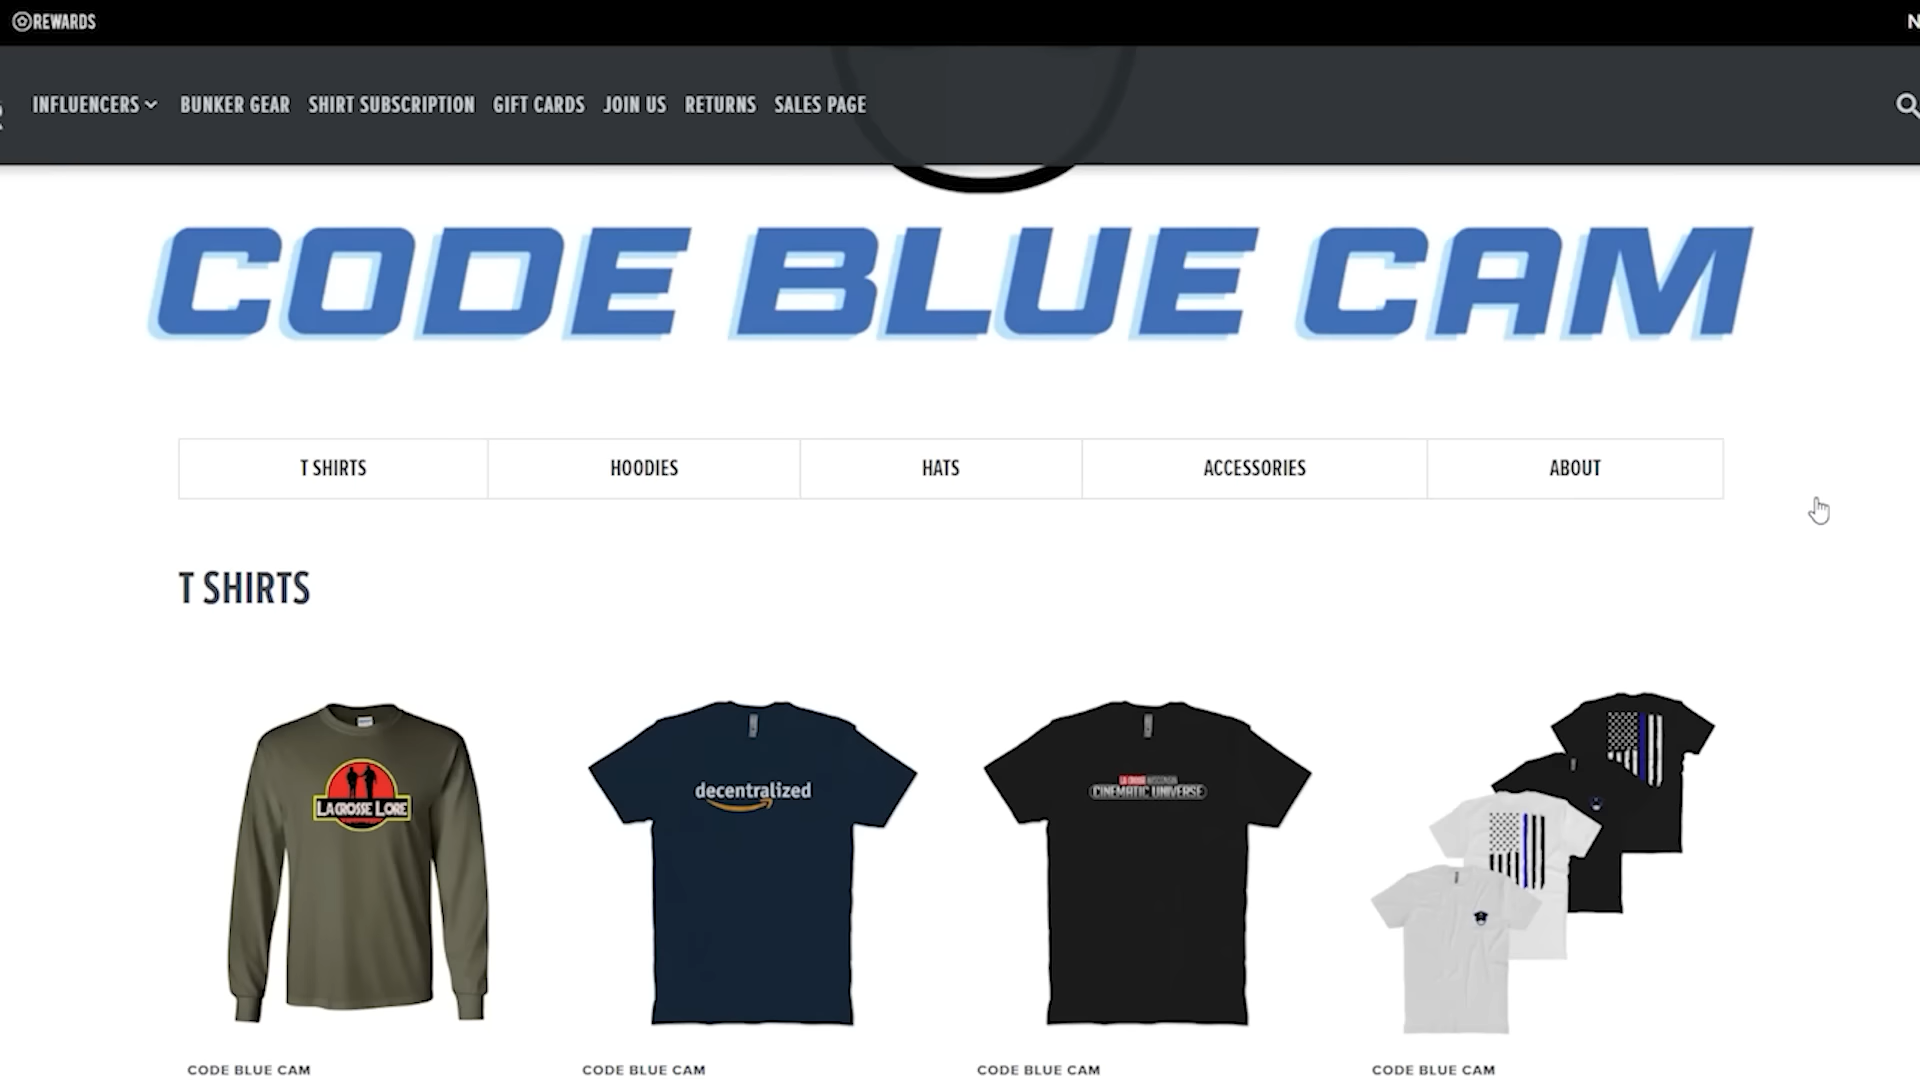 REWARDS
N
INFLUENCERS BUNKER GEAR SHIRT SUBSCRIPTION GIFT CARDS JOIN US RETURNS SALES PAGE
CODE BLUE CAM
T SHIRTS HOODIES HATS ACCESSORIES ABOUT
T SHIRTS
LA CROSSE LORE
decentralized
LA CROSSE WISCONSIN
CINEMATIC UNIVERSE
CODE BLUE CAM CODE BLUE CAM CODE BLUE CAM CODE BLUE CAM